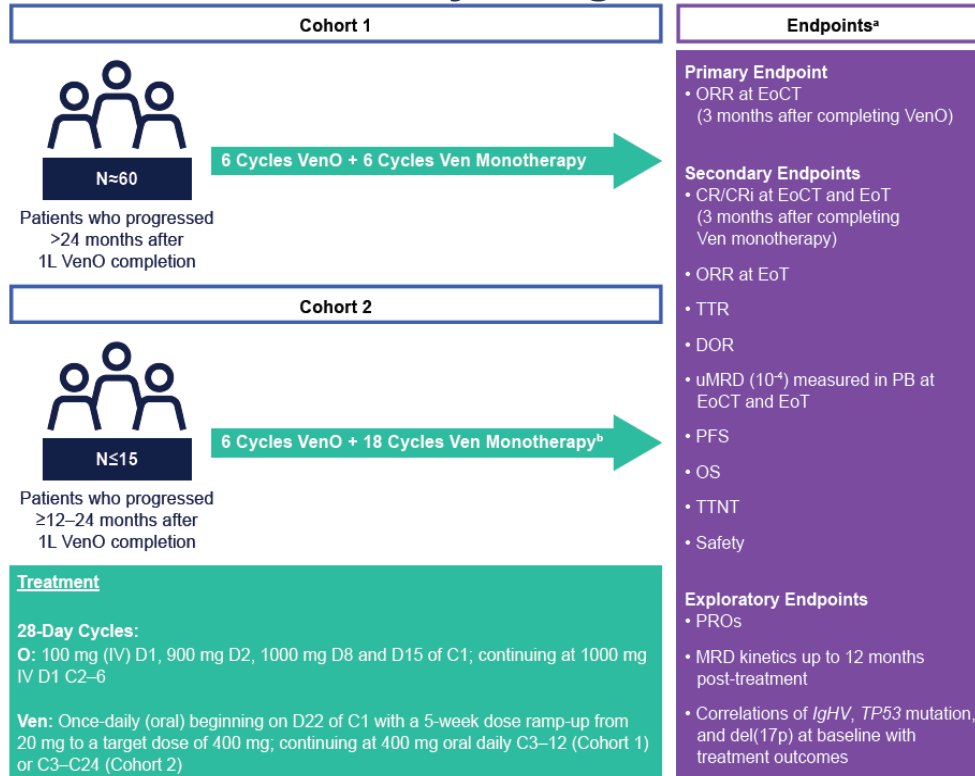 Cohort 1
N≈60
Patients who progressed
>24 months after
1L VenO completion
6 Cycles VenO + 6 Cycles Ven Monotherapy
Cohort 2
N≤15
Patients who progressed
≥12–24 months after
1L VenO completion
6 Cycles VenO + 18 Cycles Ven Monotherapyᵇ
Treatment
28-Day Cycles:
O: 100 mg (IV) D1, 900 mg D2, 1000 mg D8 and D15 of C1; continuing at 1000 mg
IV D1 C2–6
Ven: Once-daily (oral) beginning on D22 of C1 with a 5-week dose ramp-up from
20 mg to a target dose of 400 mg; continuing at 400 mg oral daily C3–12 (Cohort 1)
or C3–C24 (Cohort 2)
Endpointsᵃ
Primary Endpoint
• ORR at EoCT
(3 months after completing VenO)
Secondary Endpoints
• CR/CRi at EoCT and EoT
(3 months after completing
Ven monotherapy)
• ORR at EoT
• TTR
• DOR
• uMRD (10⁻⁴) measured in PB at
EoCT and EoT
• PFS
• OS
• TTNT
• Safety
Exploratory Endpoints
• PROs
• MRD kinetics up to 12 months
post-treatment
• Correlations of IgHV, TP53 mutation,
and del(17p) at baseline with
treatment outcomes